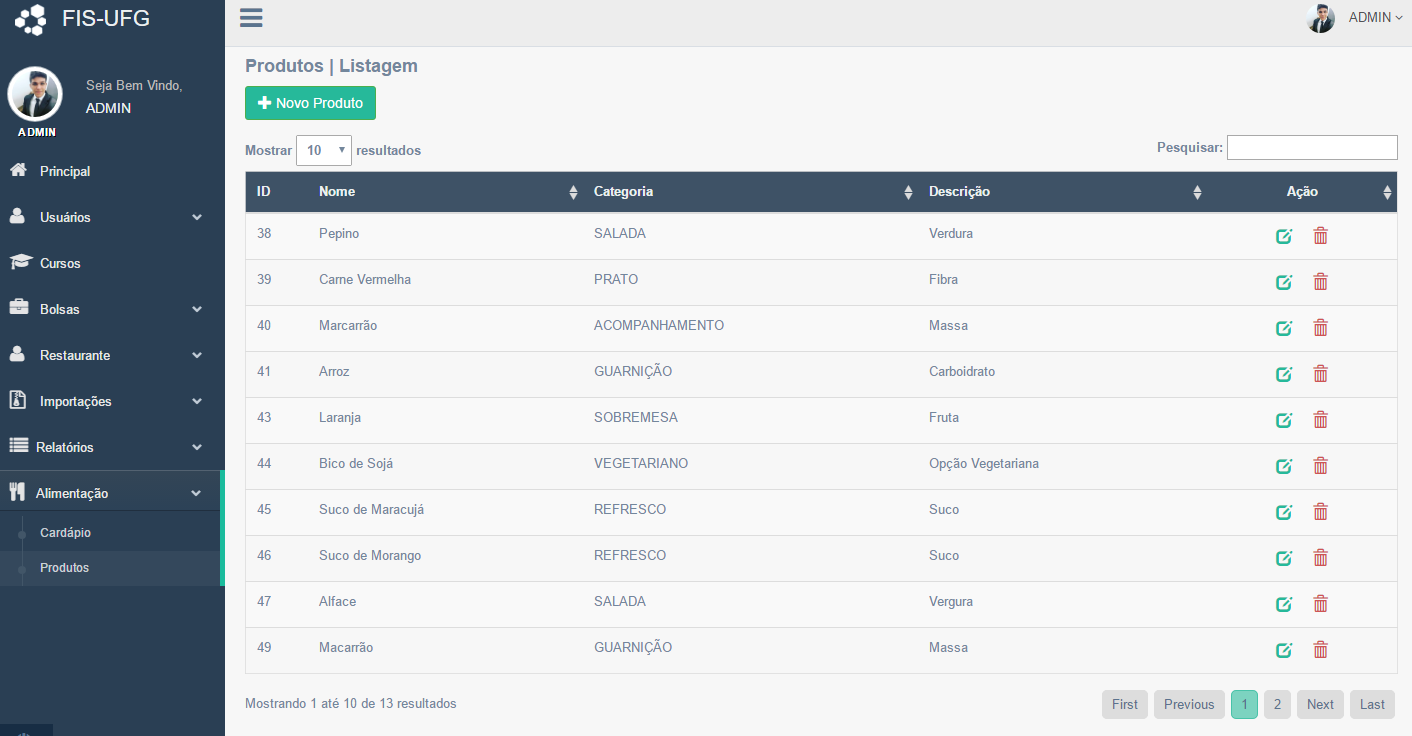 FIS-UFG
ADMIN
Seja Bem Vindo,
ADMIN
ADMIN
Principal
Usuários
Cursos
Bolsas
Restaurante
Importações
Relatórios
Alimentação
Cardápio
Produtos
Produtos | Listagem
Novo Produto
Mostrar 10 resultados
Pesquisar:
ID Nome Categoria Descrição Ação
38 Pepino SALADA Verdura
39 Carne Vermelha PRATO Fibra
40 Marcarrão ACOMPANHAMENTO Massa
41 Arroz GUARNIÇÃO Carboidrato
43 Laranja SOBREMESA Fruta
44 Bico de Sojá VEGETARIANO Opção Vegetariana
45 Suco de Maracujá REFRESCO Suco
46 Suco de Morango REFRESCO Suco
47 Alface SALADA Vergura
49 Macarrão GUARNIÇÃO Massa
Mostrando 1 até 10 de 13 resultados
First Previous 1 2 Next Last